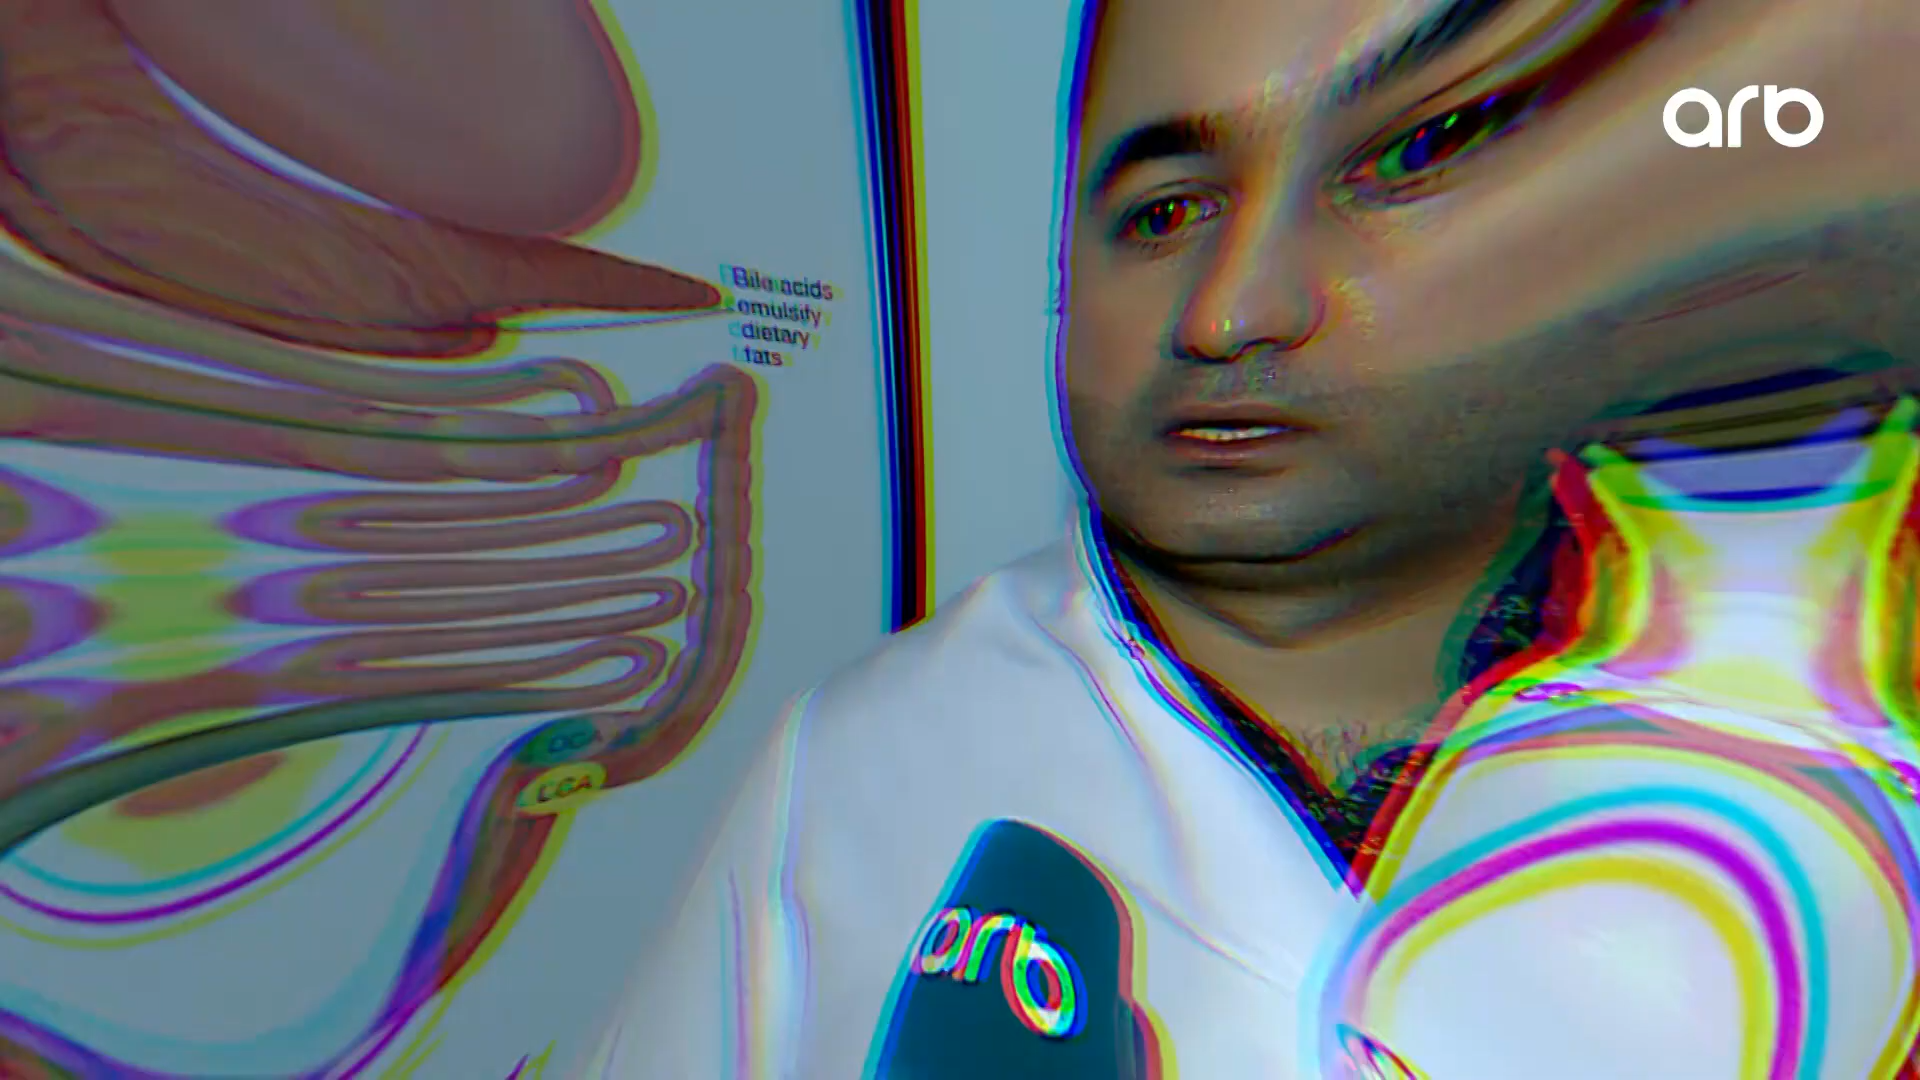 arb
Bile acids
emulsify
dietary
fats
arb